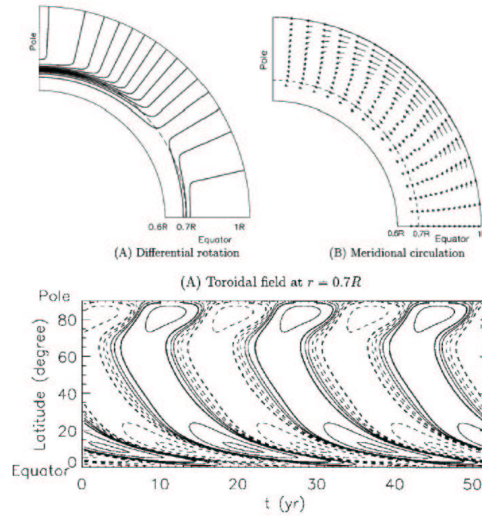 Pole
0.6R 0.7R 1R
Equator
(A) Differential rotation
Pole
0.6R 0.7R 1
Equator
(B) Meridional circulation
(A) Toroidal field at r = 0.7R
Pole
80
60
40
20
0
Equator
Latitude (degree)
0 10 20 30 40 50
t (yr)